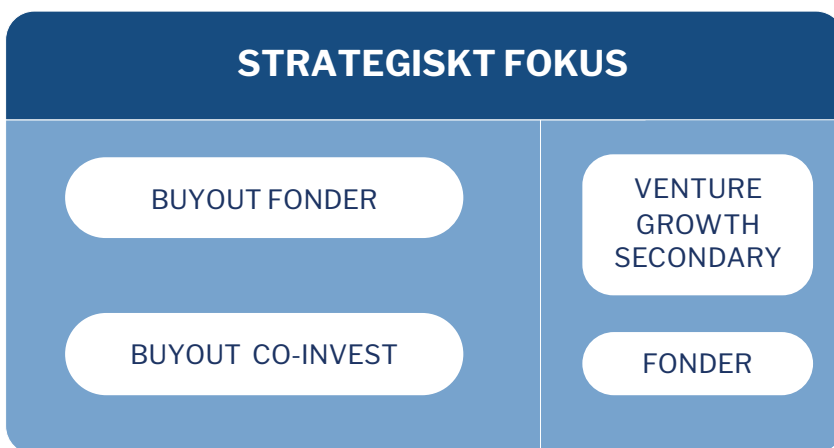 STRATEGISKT FOKUS
BUYOUT FONDER
BUYOUT CO-INVEST
VENTURE
GROWTH
SECONDARY
FONDER